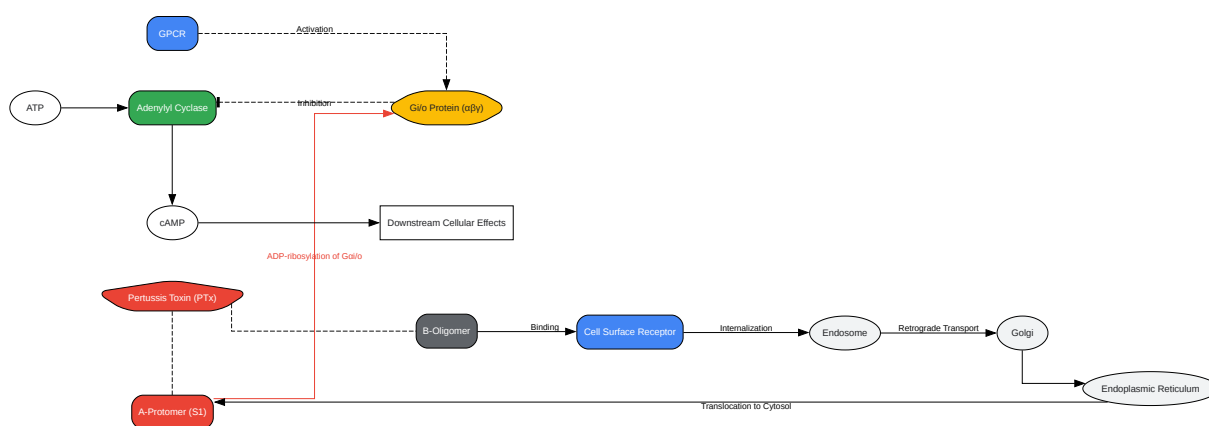 GPCR
Activation
ATP
Adenylyl Cyclase
Inhibition
Gi/o Protein (αβγ)
cAMP
Downstream Cellular Effects
ADP-ribosylation of Gαi/o
Pertussis Toxin (PTx)
B-Oligomer
Binding
Cell Surface Receptor
Internalization
Endosome
Retrograde Transport
Golgi
Endoplasmic Reticulum
A-Protomer (S1)
Translocation to Cytosol